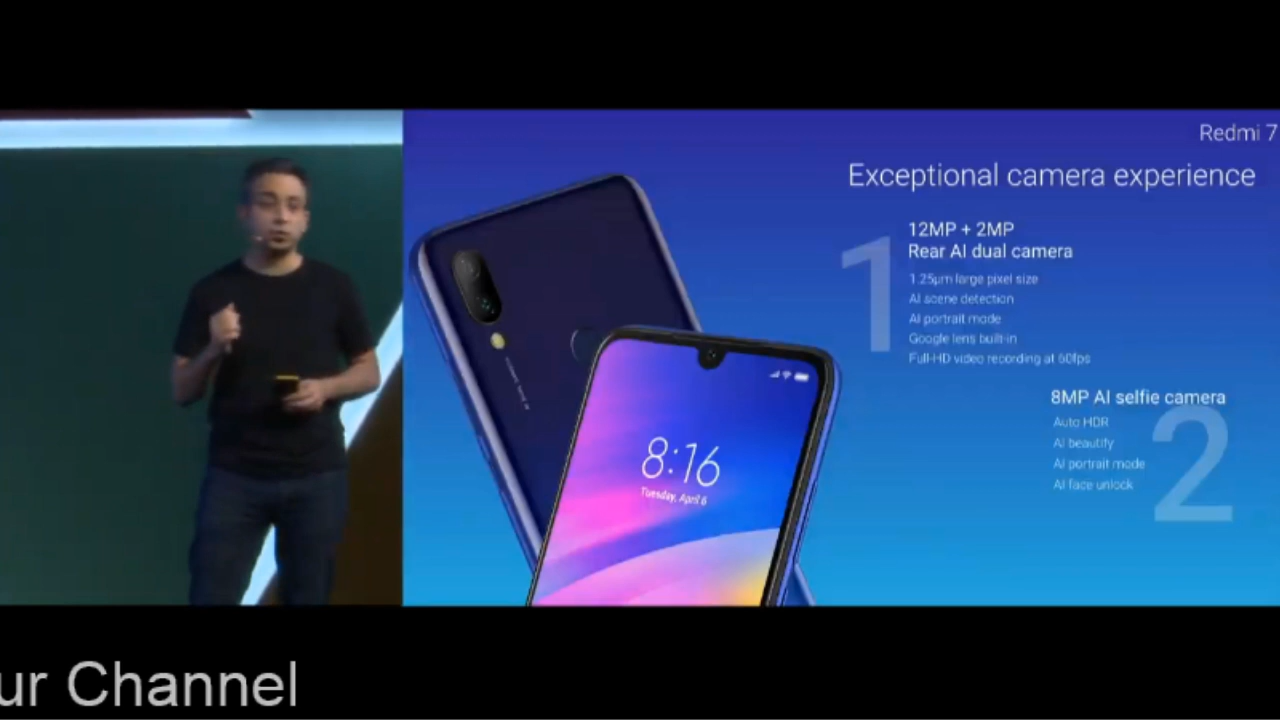 Redmi 7
Exceptional camera experience
1
12MP + 2MP
Rear AI dual camera
1.25μm large pixel size
AI scene detection
AI portrait mode
Google lens built-in
Full-HD video recording at 60fps
8MP AI selfie camera
2
Auto HDR
AI beautify
AI portrait mode
AI face unlock
8:16
Tuesday, April 6
ur Channel